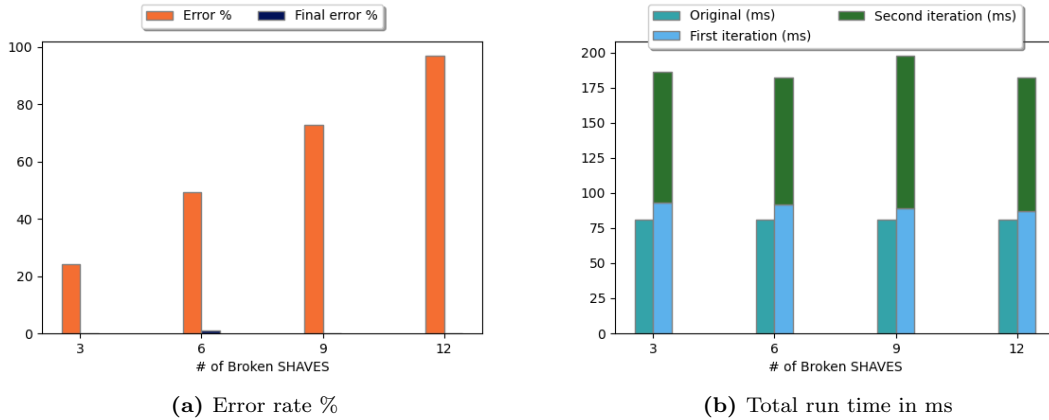 Error % Final error %
100
80
60
40
20
0
3 6 9 12
# of Broken SHAVES
(a) Error rate %
Original (ms) Second iteration (ms)
First iteration (ms)
200
175
150
125
100
75
50
25
0
3 6 9 12
# of Broken SHAVES
(b) Total run time in ms